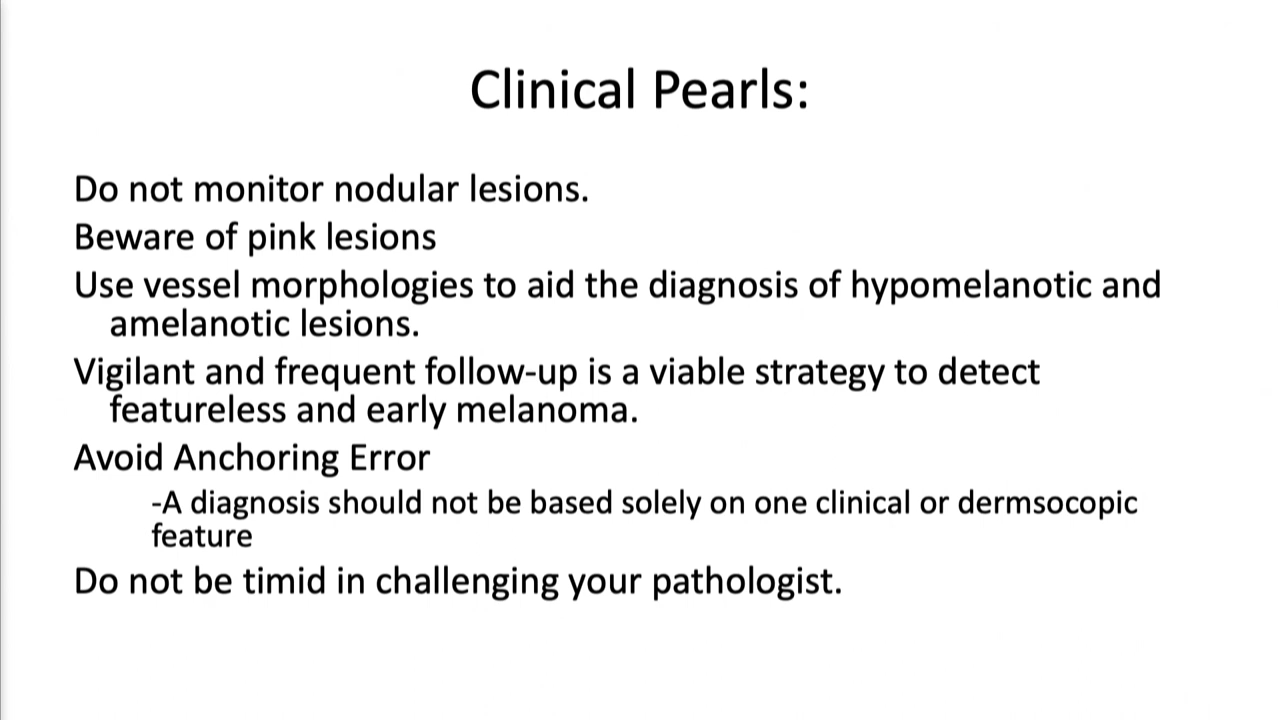 Clinical Pearls:
Do not monitor nodular lesions.
Beware of pink lesions
Use vessel morphologies to aid the diagnosis of hypomelanotic and
amelanotic lesions.
Vigilant and frequent follow-up is a viable strategy to detect
featureless and early melanoma.
Avoid Anchoring Error
-A diagnosis should not be based solely on one clinical or dermsocopic
feature
Do not be timid in challenging your pathologist.